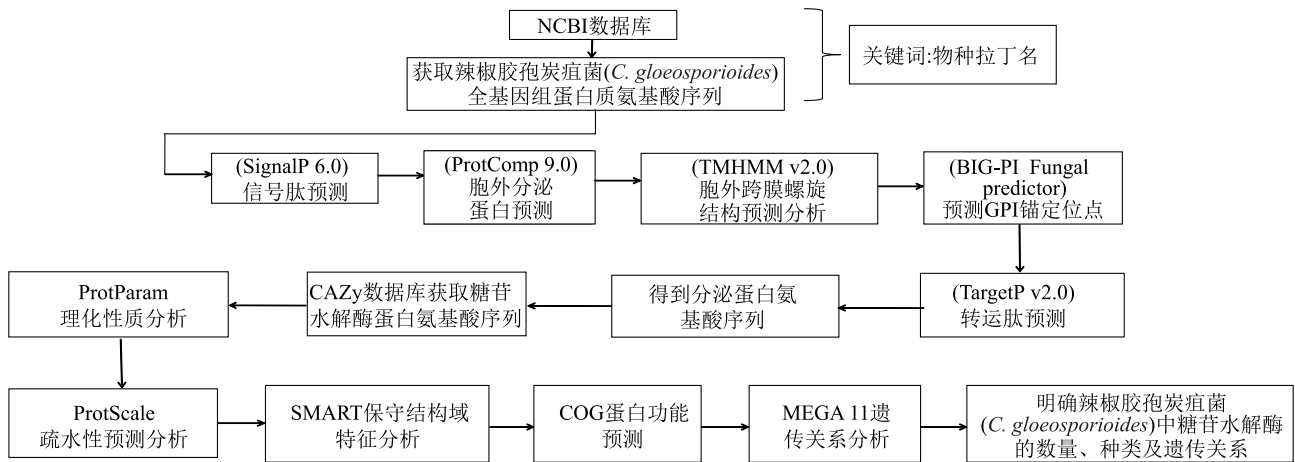 NCBI数据库
关键词:物种拉丁名
获取辣椒胶孢炭疽菌(C. gloeosporioides)
全基因组蛋白质氨基酸序列
(SignalP 6.0)
信号肽预测
(ProtComp 9.0)
胞外分泌
蛋白预测
(TMHMM v2.0)
胞外跨膜螺旋
结构预测分析
(BIG-PI Fungal
predictor)
预测GPI锚定位点
ProtParam
理化性质分析
CAZy数据库获取糖苷
水解酶蛋白氨基酸序列
得到分泌蛋白氨
基酸序列
(TargetP v2.0)
转运肽预测
ProtScale
疏水性预测分析
SMART保守结构域
特征分析
COG蛋白功能
预测
MEGA 11遗
传关系分析
明确辣椒胶孢炭疽菌
(C. gloeosporioides)中糖苷水解酶
的数量、种类及遗传关系